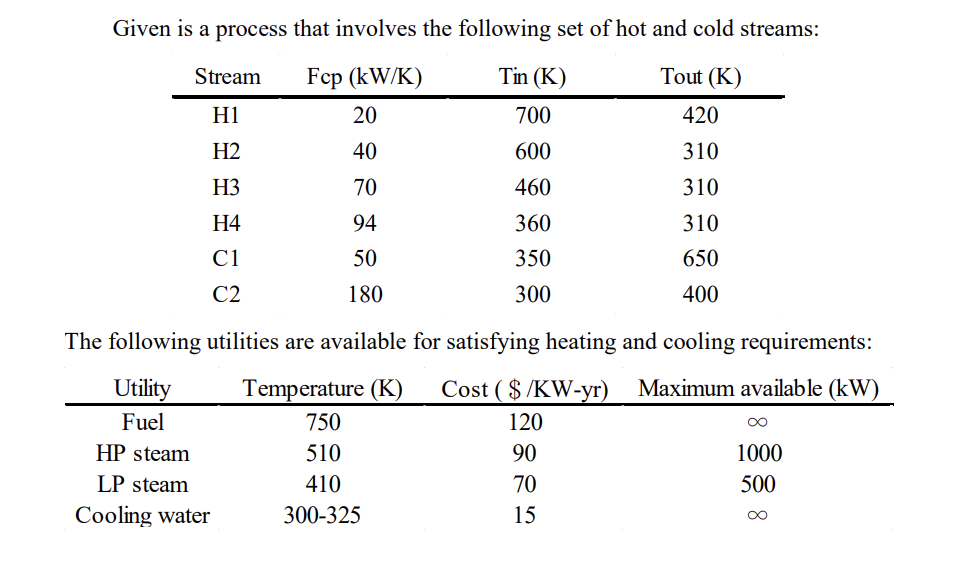 Given is a process that involves the following set of hot and cold streams:
Stream Fcp (kW/K) Tin (K) Tout (K)
H1 20 700 420
H2 40 600 310
H3 70 460 310
H4 94 360 310
C1 50 350 650
C2 180 300 400
The following utilities are available for satisfying heating and cooling requirements:
Utility Temperature (K) Cost ( $ /KW-yr) Maximum available (kW)
Fuel 750 120 ∞
HP steam 510 90 1000
LP steam 410 70 500
Cooling water 300-325 15 ∞